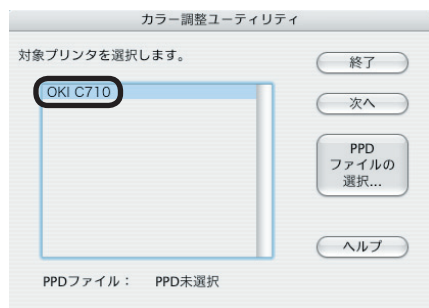 カラー調整ユーティリティ
対象プリンタを選択します。
OKI C710
終了
次へ
PPD
ファイルの
選択...
ヘルプ
PPDファイル： PPD未選択